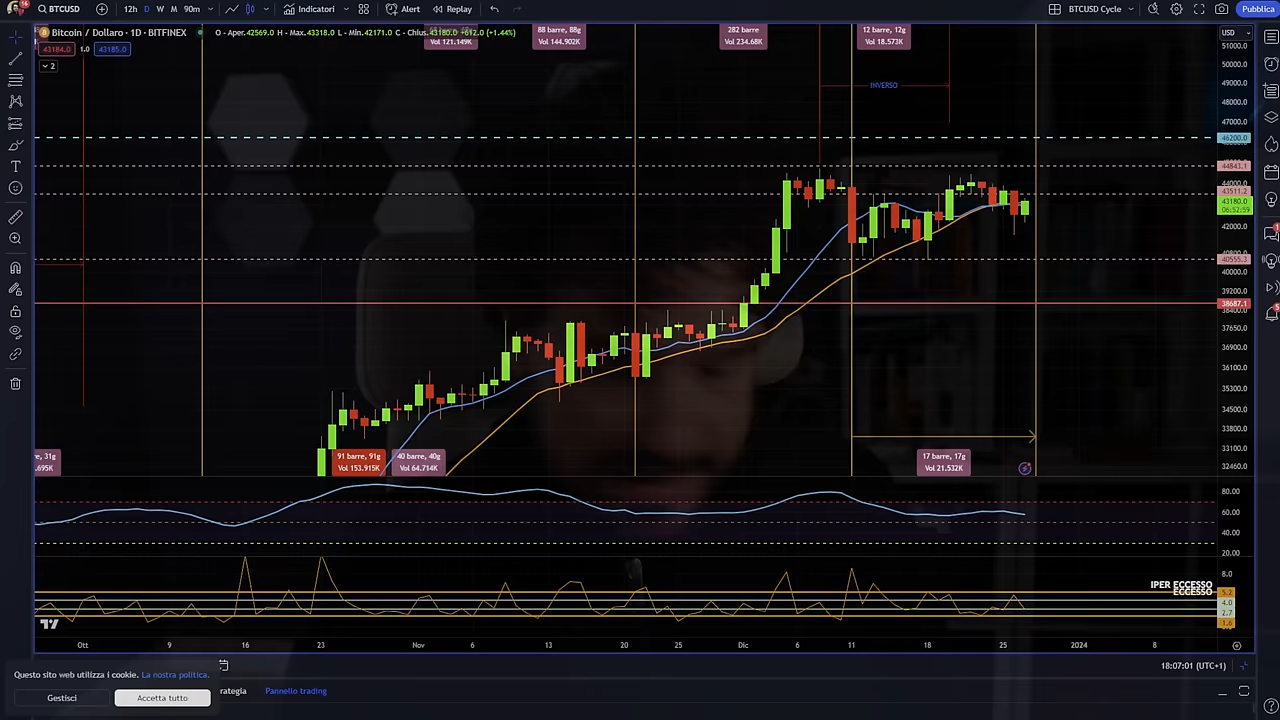 BTCUSD
12h D W M 90m
Indicatori
Alert
Replay
BTCUSD Cycle
Pubblica
Bitcoin / Dollaro · 1D · BITFINEX
O - Aper.42569.0 H - Max.43318.0 L - Min.42171.0 C - Chius.43180.0 +612.0 (+1.44%)
43184.0 1.0 43185.0
2
Vol 121.149K
88 barre, 88g
Vol 144.902K
282 barre
Vol 234.68K
12 barre, 12g
Vol 18.573K
INVERSO
USD
51000.0
50000.0
49000.0
48000.0
47000.0
46200.0
44843.1
44000.0
43511.2
43180.0
06:52:59
42000.0
40555.3
40000.0
39200.0
38687.1
38400.0
37650.0
36900.0
36100.0
35300.0
34500.0
33800.0
33100.0
32460.0
re, 31g
.695K
91 barre, 91g
Vol 153.915K
40 barre, 40g
Vol 64.714K
17 barre, 17g
Vol 21.532K
80.00
60.00
40.00
20.00
8.0
IPER ECCESSO
ECCESSO
5.2
4.0
2.7
1.6
Ott 9 16 23 Nov 6 13 20 25 Dic 6 11 18 25 2024 8
18:07:01 (UTC+1)
Questo sito web utilizza i cookie. La nostra politica.
Gestisci
Accetta tutto
rategia
Pannello trading